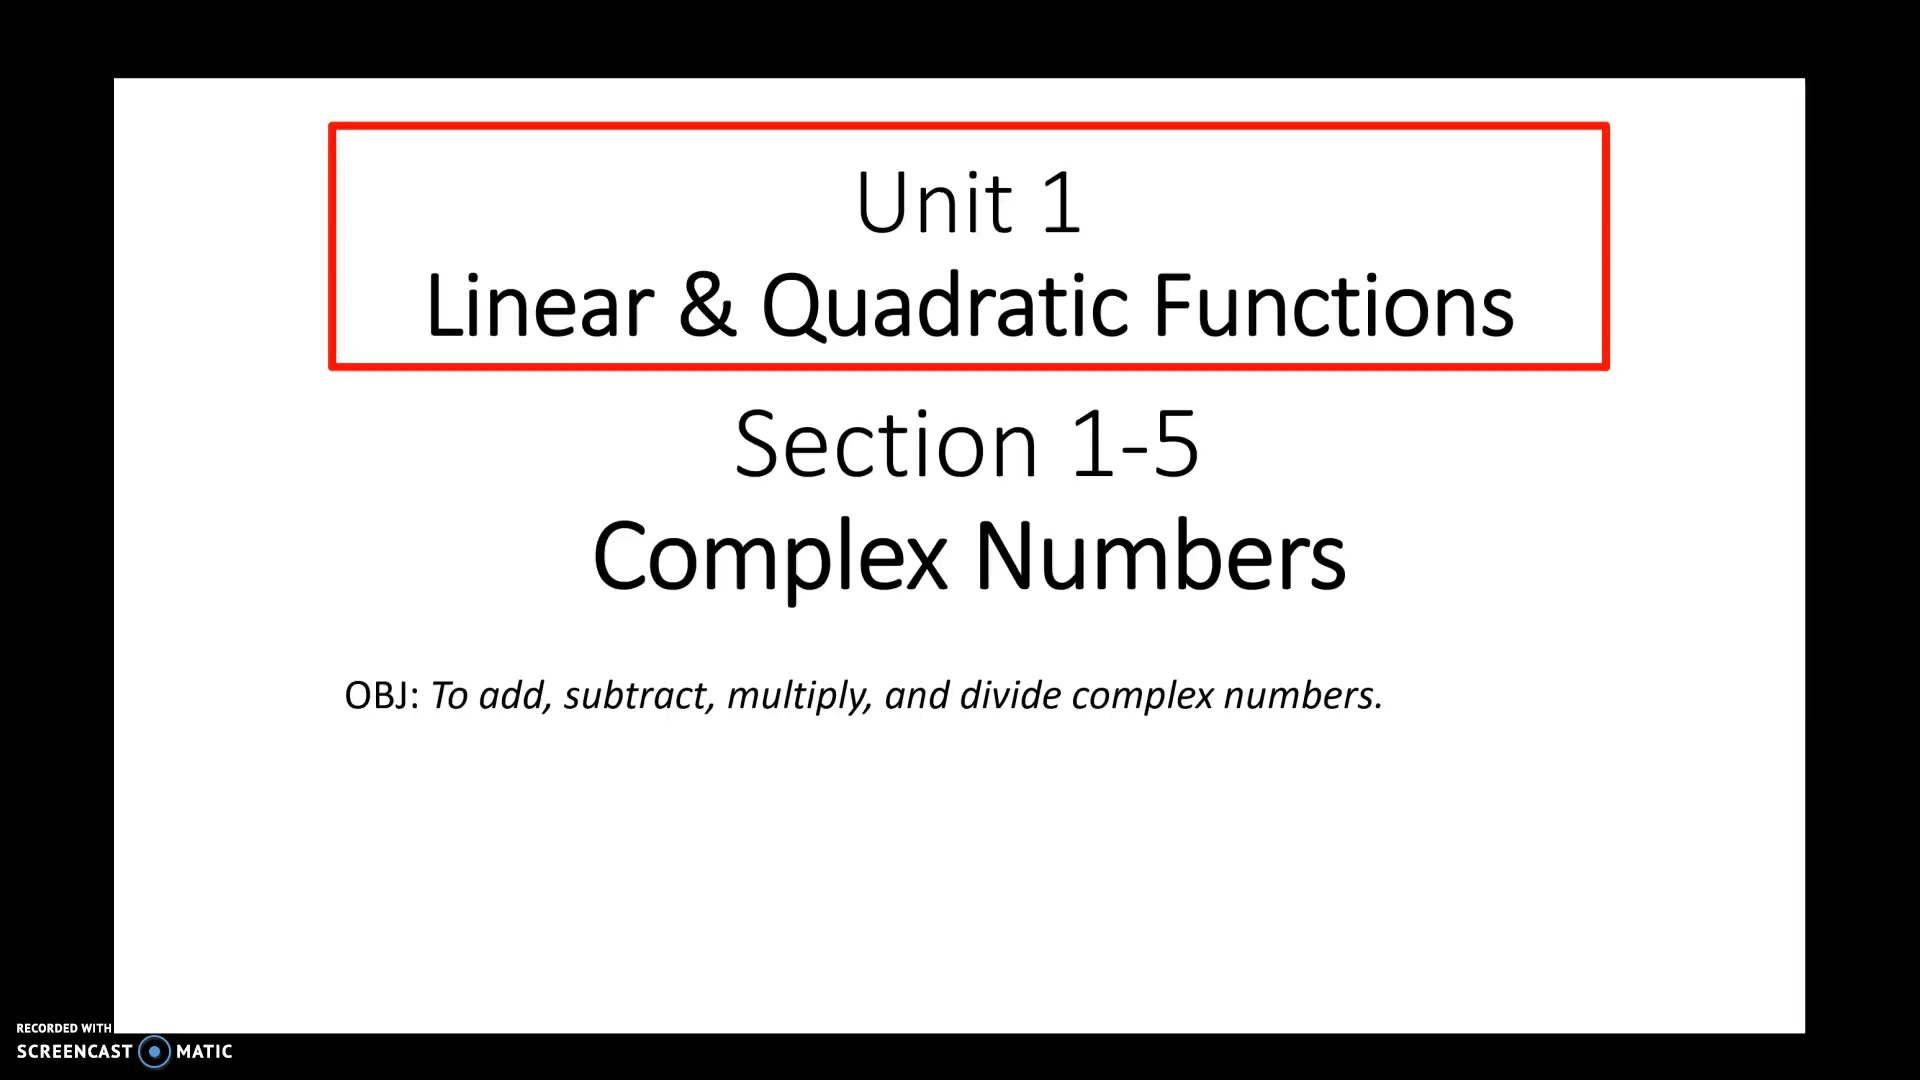 Unit 1
Linear & Quadratic Functions
Section 1-5
Complex Numbers
OBJ: To add, subtract, multiply, and divide complex numbers.
RECORDED WITH
SCREENCAST MATIC